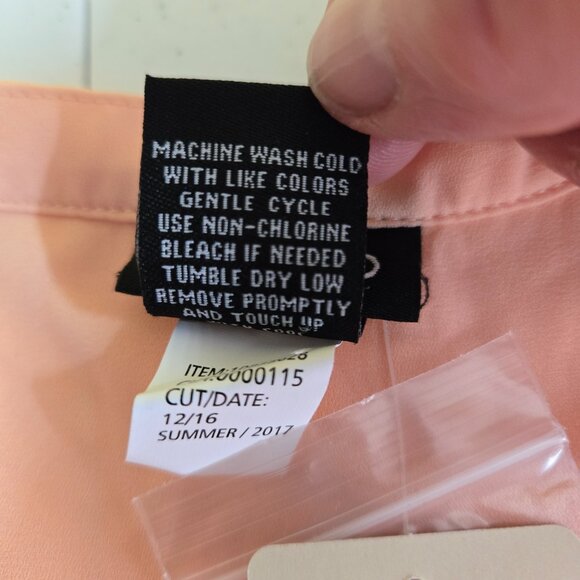 MACHINE WASH COLD
WITH LIKE COLORS
GENTLE CYCLE
USE NON-CHLORINE
BLEACH IF NEEDED
TUMBLE DRY LOW
REMOVE PROMPTLY
AND TOUCH UP
0000115
CUT/DATE:
12/16
SUMMER / 2017